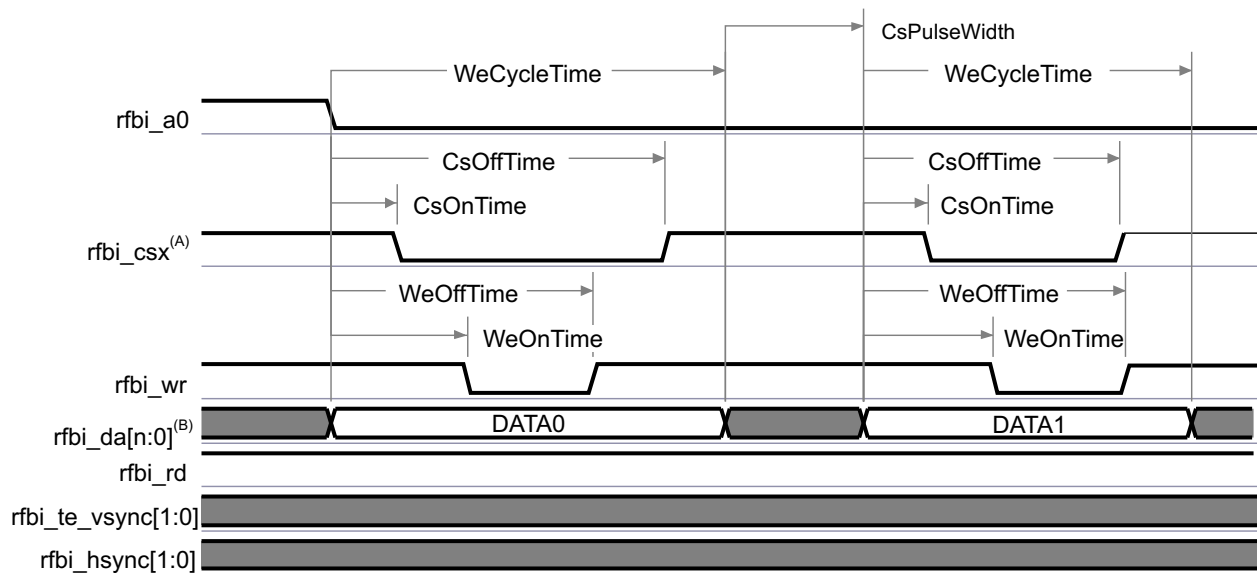 CsPulseWidth
WeCycleTime WeCycleTime
rfbi_a0
CsOffTime CsOffTime
CsOnTime CsOnTime
rfbi_csx(A)
WeOffTime WeOffTime
WeOnTime WeOnTime
rfbi_wr
rfbi_da[n:0](B) DATA0 DATA1
rfbi_rd
rfbi_te_vsync[1:0]
rfbi_hsync[1:0]